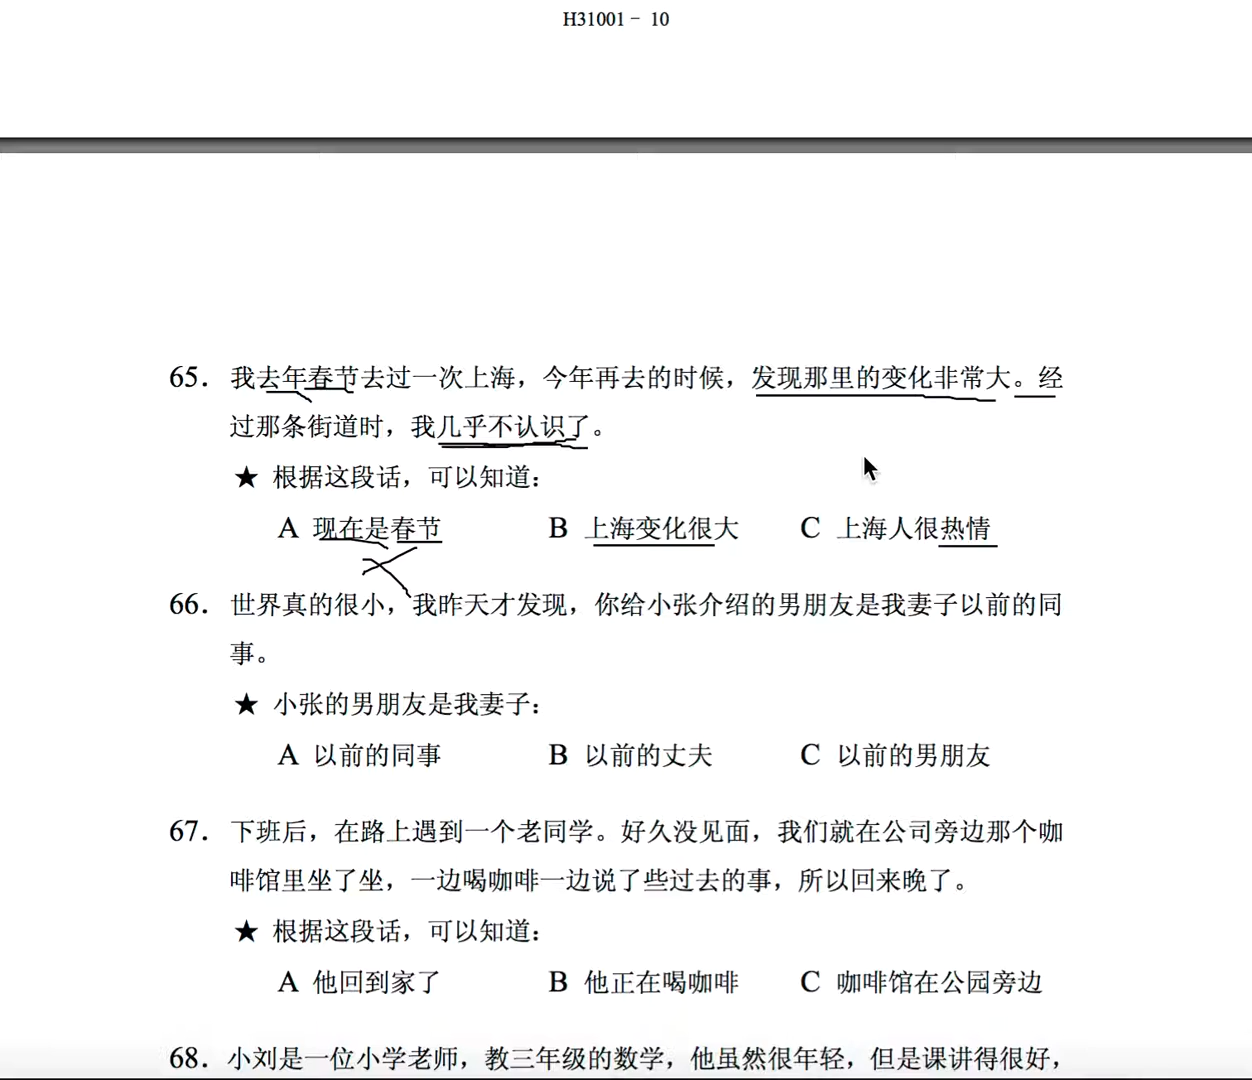 H31001－ 10
65．我去年春节去过一次上海，今年再去的时候，发现那里的变化非常大。经
过那条街道时，我几乎不认识了。
★ 根据这段话，可以知道：
A 现在是春节 B 上海变化很大 C 上海人很热情
66．世界真的很小，我昨天才发现，你给小张介绍的男朋友是我妻子以前的同
事。
★ 小张的男朋友是我妻子：
A 以前的同事 B 以前的丈夫 C 以前的男朋友
67．下班后，在路上遇到一个老同学。好久没见面，我们就在公司旁边那个咖
啡馆里坐了坐，一边喝咖啡一边说了些过去的事，所以回来晚了。
★ 根据这段话，可以知道：
A 他回到家了 B 他正在喝咖啡 C 咖啡馆在公园旁边
68．小刘是一位小学老师，教三年级的数学，他虽然很年轻，但是课讲得很好，